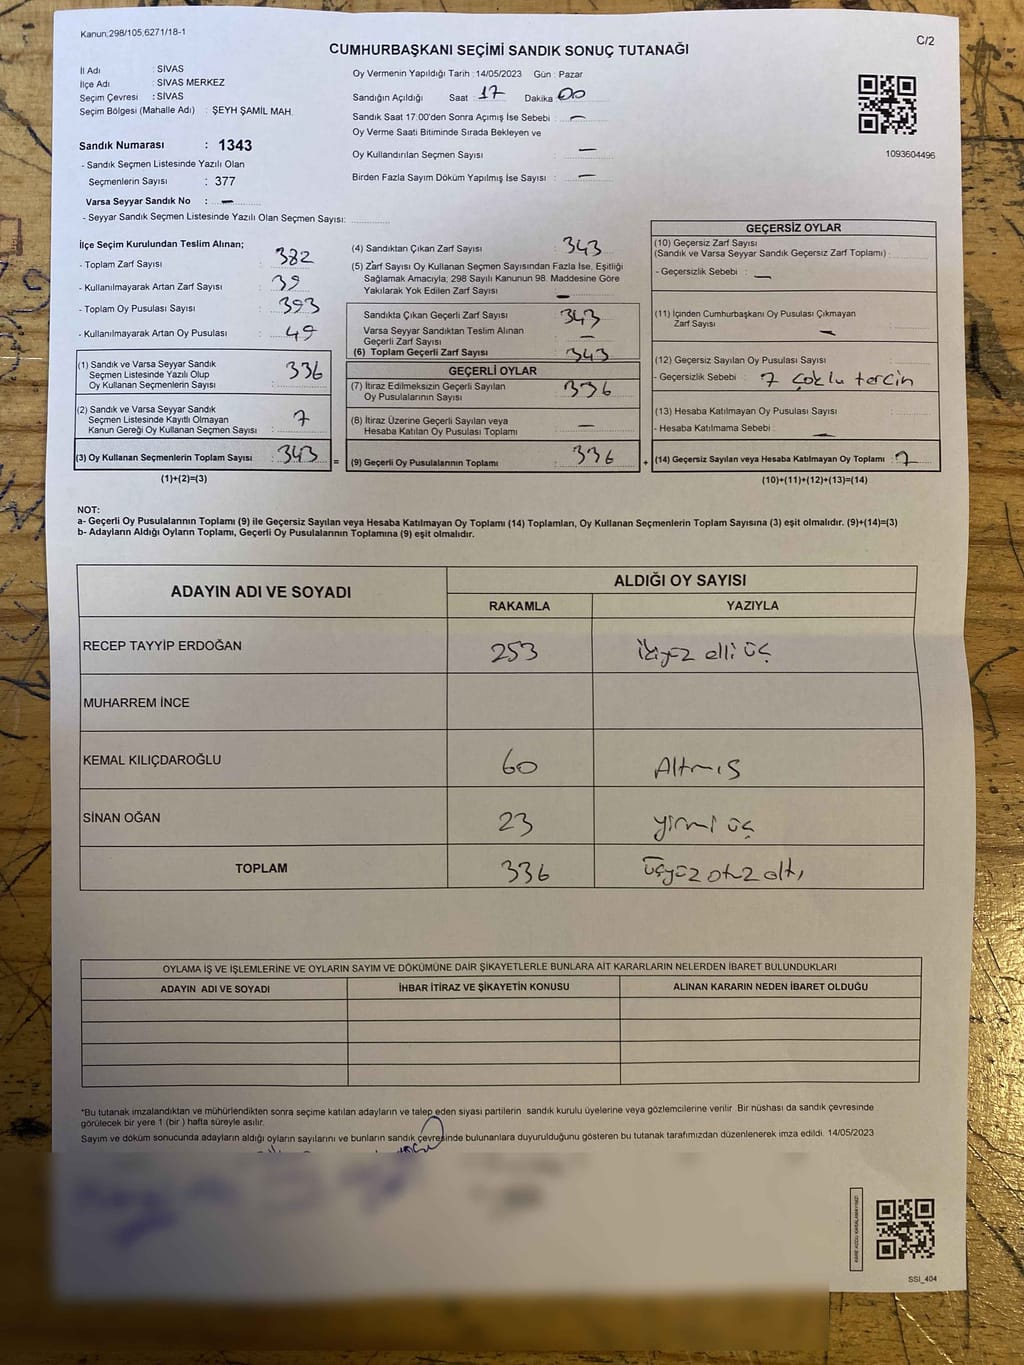 Kanun,298/105,6271/18-1
C/2
CUMHURBAŞKANI SEÇİMİ SANDIK SONUÇ TUTANAĞI
İl Adı : SİVAS
İlçe Adı : SİVAS MERKEZ
Seçim Çevresi : SİVAS
Seçim Bölgesi (Mahalle Adı) : ŞEYH ŞAMİL MAH.
Sandık Numarası : 1343
- Sandık Seçmen Listesinde Yazılı Olan
Seçmenlerin Sayısı : 377
Varsa Seyyar Sandık No : –
- Seyyar Sandık Seçmen Listesinde Yazılı Olan Seçmen Sayısı:
Oy Vermenin Yapıldığı Tarih : 14/05/2023 Gün : Pazar
Sandığın Açıldığı Saat : 17 Dakika 00
Sandık Saat 17:00'den Sonra Açımış İse Sebebi : –
Oy Verme Saati Bitiminde Sırada Bekleyen ve
Oy Kullandırılan Seçmen Sayısı : –
Birden Fazla Sayım Döküm Yapılmış İse Sayısı : –
1093604496
İlçe Seçim Kurulundan Teslim Alınan;
- Toplam Zarf Sayısı : 382
- Kullanılmayarak Artan Zarf Sayısı : 39
- Toplam Oy Pusulası Sayısı : 393
- Kullanılmayarak Artan Oy Pusulası : 49
(1) Sandık ve Varsa Seyyar Sandık
Seçmen Listesinde Yazılı Olup
Oy Kullanan Seçmenlerin Sayısı : 336
(2) Sandık ve Varsa Seyyar Sandık
Seçmen Listesinde Kayıtlı Olmayan
Kanun Gereği Oy Kullanan Seçmen Sayısı : 7
(3) Oy Kullanan Seçmenlerin Toplam Sayısı : 343
(1)+(2)=(3)
(4) Sandıktan Çıkan Zarf Sayısı : 343
(5) Zarf Sayısı Oy Kullanan Seçmen Sayısından Fazla İse, Eşitliği
Sağlamak Amacıyla, 298 Sayılı Kanunun 98. Maddesine Göre
Yakılarak Yok Edilen Zarf Sayısı : –
Sandıkta Çıkan Geçerli Zarf Sayısı : 343
Varsa Seyyar Sandıktan Teslim Alınan
Geçerli Zarf Sayısı : –
(6) Toplam Geçerli Zarf Sayısı : 343
GEÇERLİ OYLAR
(7) İtiraz Edilmeksizin Geçerli Sayılan
Oy Pusulalarının Sayısı : 336
(8) İtiraz Üzerine Geçerli Sayılan veya
Hesaba Katılan Oy Pusulası Toplamı : –
= (9) Geçerli Oy Pusulalarının Toplamı : 336 +
GEÇERSİZ OYLAR
(10) Geçersiz Zarf Sayısı
(Sandık ve Varsa Seyyar Sandık Geçersiz Zarf Toplamı) :
- Geçersizlik Sebebi : –
(11) İçinden Cumhurbaşkanı Oy Pusulası Çıkmayan
Zarf Sayısı : –
(12) Geçersiz Sayılan Oy Pusulası Sayısı :
- Geçersizlik Sebebi : 7 çoklu tercin
(13) Hesaba Katılmayan Oy Pusulası Sayısı :
- Hesaba Katılmama Sebebi : –
(14) Geçersiz Sayılan veya Hesaba Katılmayan Oy Toplamı : 7
(10)+(11)+(12)+(13)=(14)
NOT:
a- Geçerli Oy Pusulalarının Toplamı (9) ile Geçersiz Sayılan veya Hesaba Katılmayan Oy Toplamı (14) Toplamları, Oy Kullanan Seçmenlerin Toplam Sayısına (3) eşit olmalıdır. (9)+(14)=(3)
b- Adayların Aldığı Oyların Toplamı, Geçerli Oy Pusulalarının Toplamına (9) eşit olmalıdır.
ADAYIN ADI VE SOYADI
ALDIĞI OY SAYISI
RAKAMLA YAZIYLA
RECEP TAYYİP ERDOĞAN 253 ikiyüz elli üç
MUHARREM İNCE
KEMAL KILIÇDAROĞLU 60 Altmış
SİNAN OĞAN 23 yirmi üç
TOPLAM 336 üçyüz otuz altı
OYLAMA İŞ VE İŞLEMLERİNE VE OYLARIN SAYIM VE DÖKÜMÜNE DAİR ŞİKAYETLERLE BUNLARA AİT KARARLARIN NELERDEN İBARET BULUNDUKLARI
ADAYIN ADI VE SOYADI İHBAR İTİRAZ VE ŞİKAYETİN KONUSU ALINAN KARARIN NEDEN İBARET OLDUĞU
*Bu tutanak imzalandıktan ve mühürlendikten sonra seçime katılan adayların ve talep eden siyasi partilerin sandık kurulu üyelerine veya gözlemcilerine verilir. Bir nüshası da sandık çevresinde
görülecek bir yere 1 (bir ) hafta süreyle asılır.
Sayım ve döküm sonucunda adayların aldığı oyların sayılarını ve bunların sandık çevresinde bulunanlara duyurulduğunu gösteren bu tutanak tarafımızdan düzenlenerek imza edildi. 14/05/2023
SSI_404